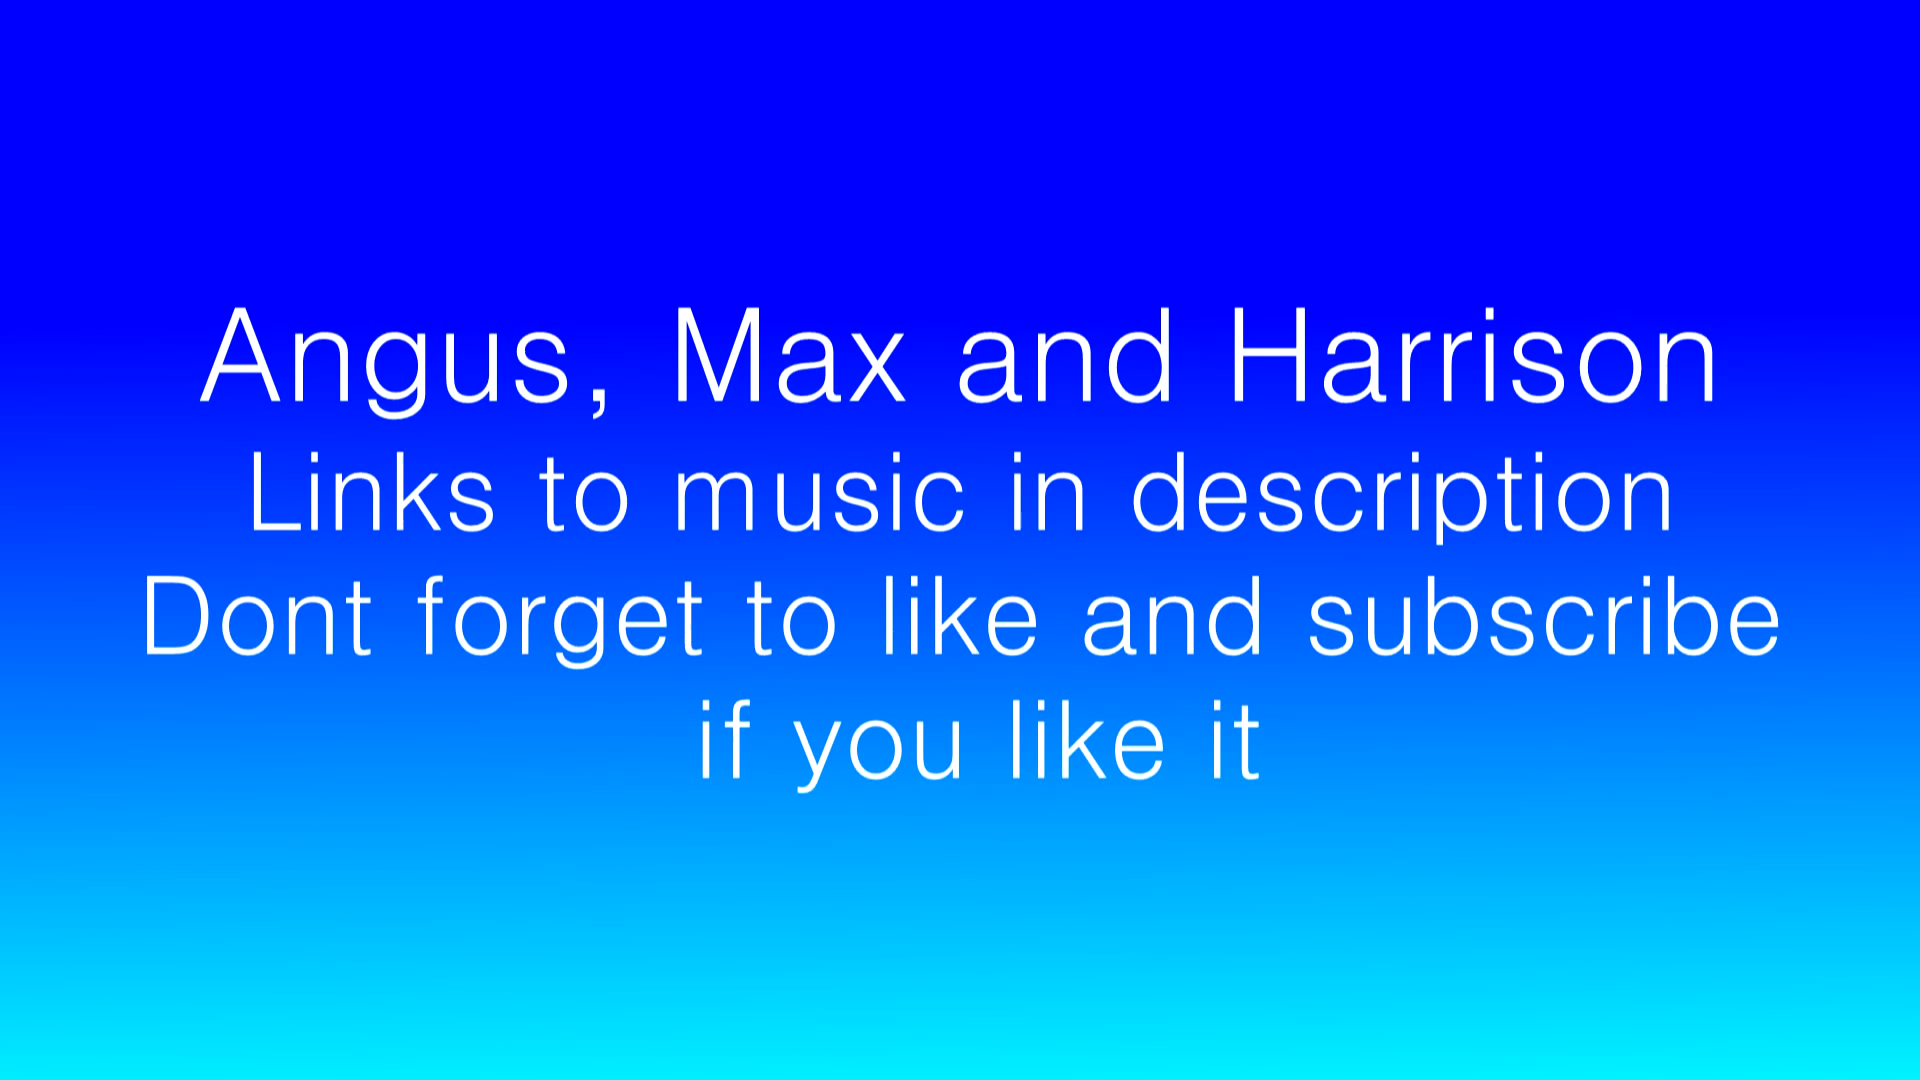 Angus, Max and Harrison
Links to music in description
Dont forget to like and subscribe
if you like it